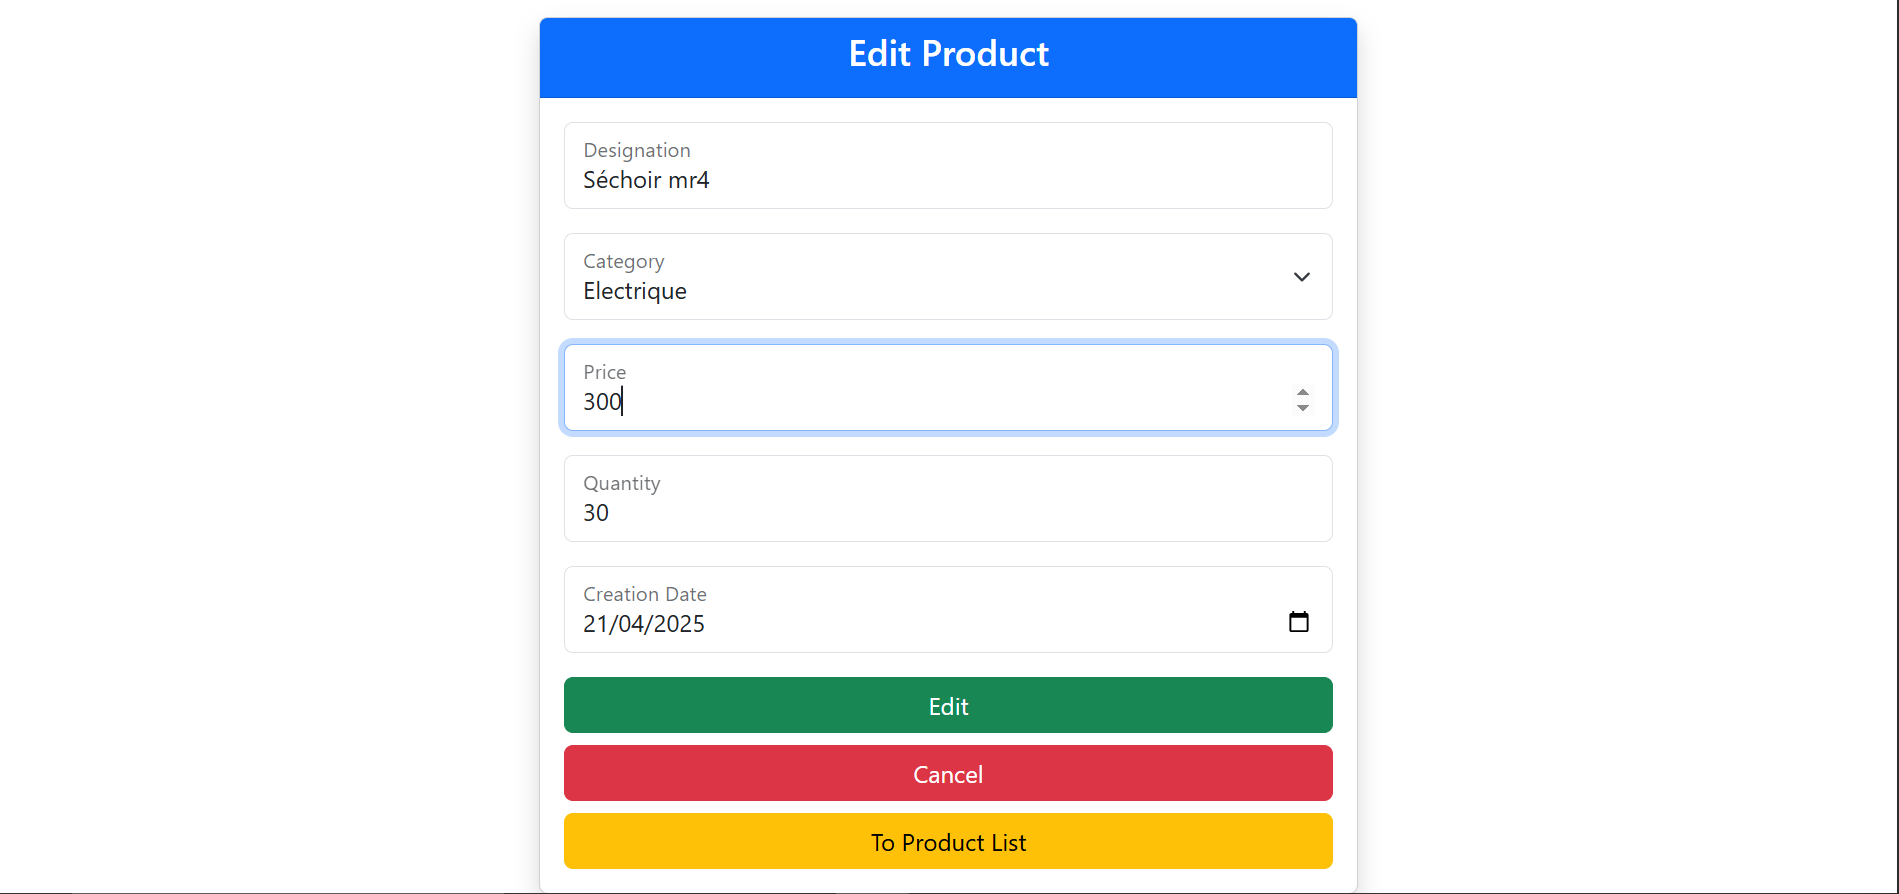 Edit Product
Designation
Séchoir mr4
Category
Electrique
Price
300
Quantity
30
Creation Date
21/04/2025
Edit
Cancel
To Product List